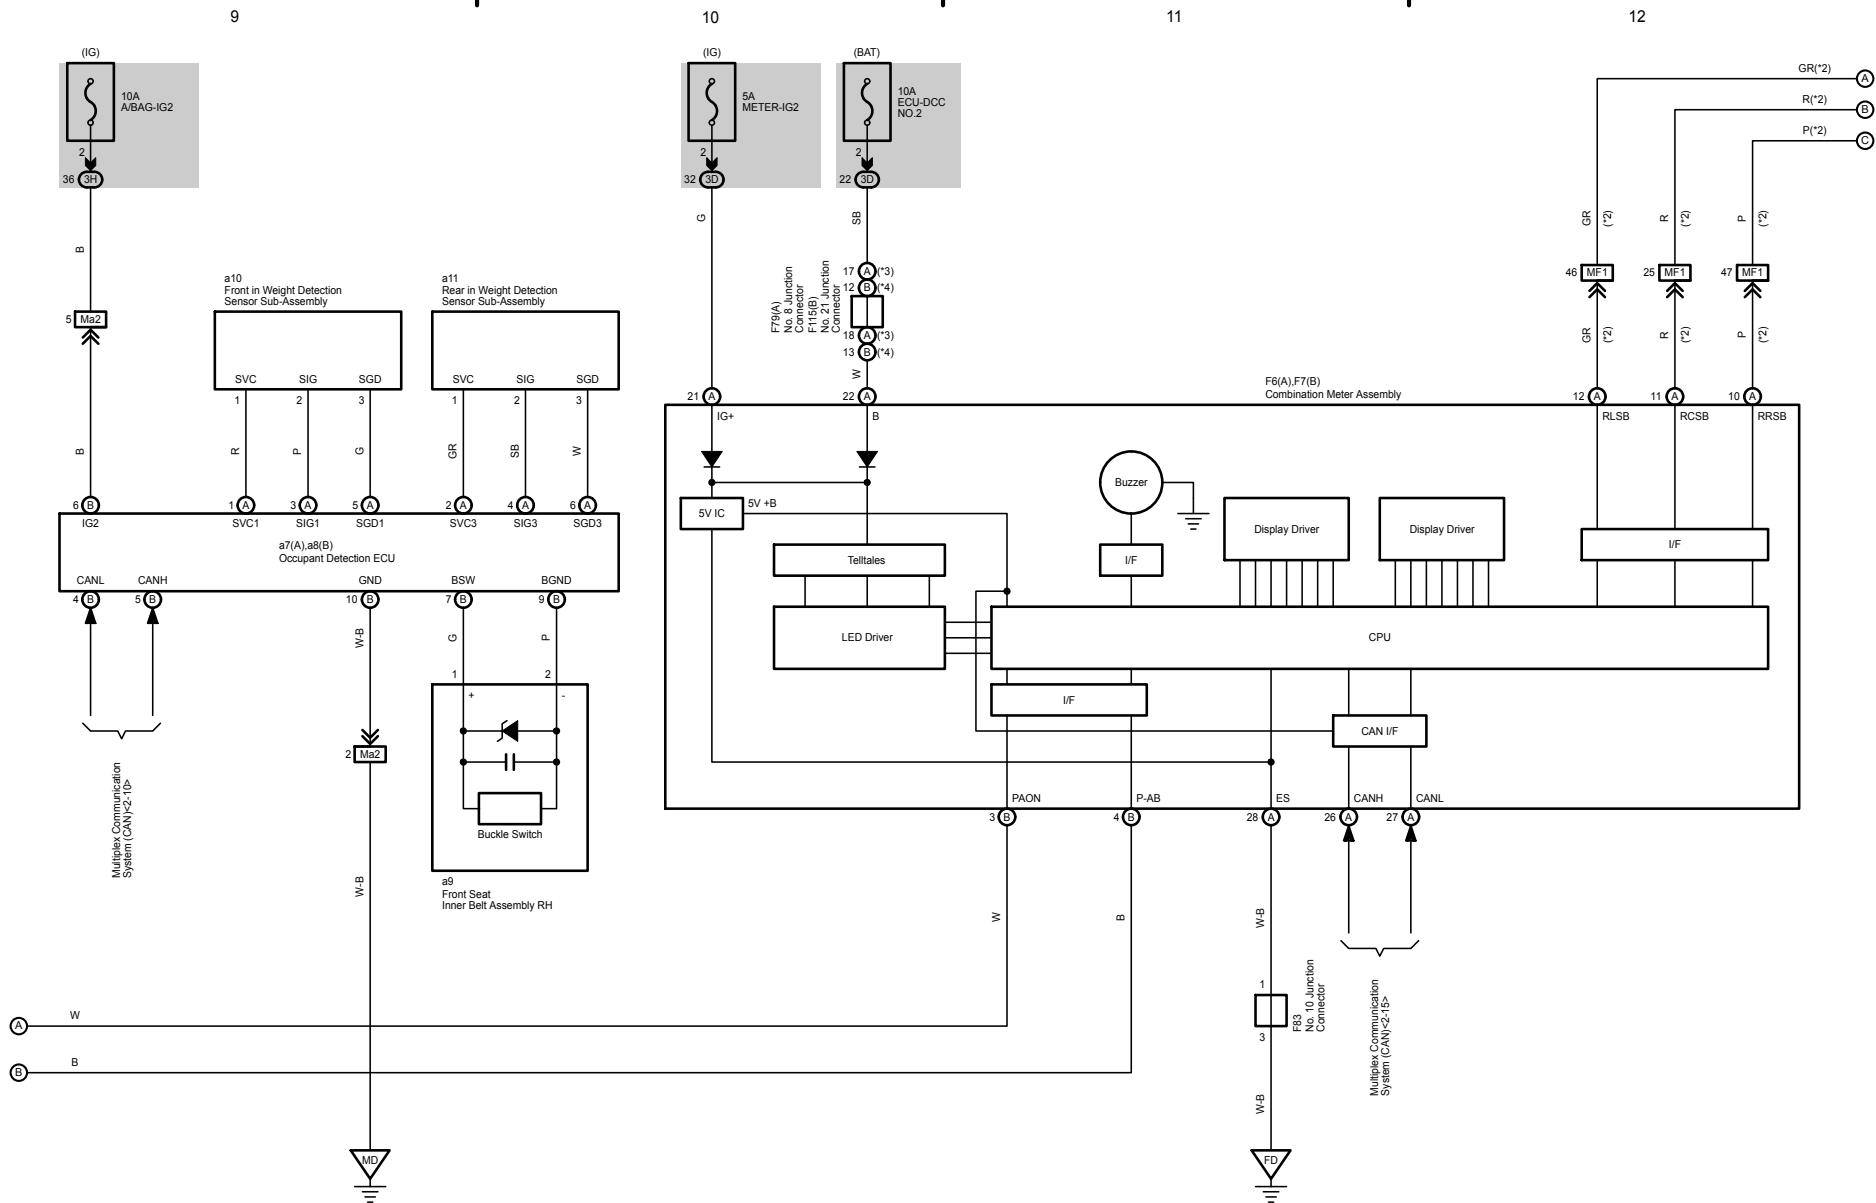 9
10
11
12
(IG)
10A
A/BAG-IG2
2
36
3H
B
5
Ma2
B
(IG)
5A
METER-IG2
2
32
3D
G
(BAT)
10A
ECU-DCC
NO.2
2
22
3D
SB
17
A
(*3)
12
B
(*4)
F79(A)
No. 8 Junction
Connector
F115(B)
No. 21 Junction
Connector
18
A
(*3)
13
B
(*4)
W
GR(*2)
A
R(*2)
B
P(*2)
C
GR
(*2)
R
(*2)
P
(*2)
46
MF1
25
MF1
47
MF1
GR
(*2)
R
(*2)
P
(*2)
a10
Front in Weight Detection
Sensor Sub-Assembly
SVC
SIG
SGD
1
2
3
R
P
G
a11
Rear in Weight Detection
Sensor Sub-Assembly
SVC
SIG
SGD
1
2
3
GR
SB
W
6
B
1
A
3
A
5
A
2
A
4
A
6
A
IG2
SVC1
SIG1
SGD1
SVC3
SIG3
SGD3
a7(A),a8(B)
Occupant Detection ECU
CANL
CANH
GND
BSW
BGND
4
B
5
B
10
B
7
B
9
B
W-B
G
P
Multiplex Communication
System (CAN)<2-10>
2
Ma2
W-B
1
2
+
-
Buckle Switch
a9
Front Seat
Inner Belt Assembly RH
F6(A),F7(B)
Combination Meter Assembly
21
A
22
A
12
A
11
A
10
A
IG+
B
RLSB
RCSB
RRSB
5V IC
5V +B
Telltales
LED Driver
Buzzer
I/F
Display Driver
Display Driver
I/F
CPU
I/F
CAN I/F
PAON
P-AB
ES
CANH
CANL
3
B
4
B
28
A
26
A
27
A
W
B
W-B
1
F83
No. 10 Junction
Connector
3
W-B
Multiplex Communication
System (CAN)<2-15>
A
W
B
B
MD
FD